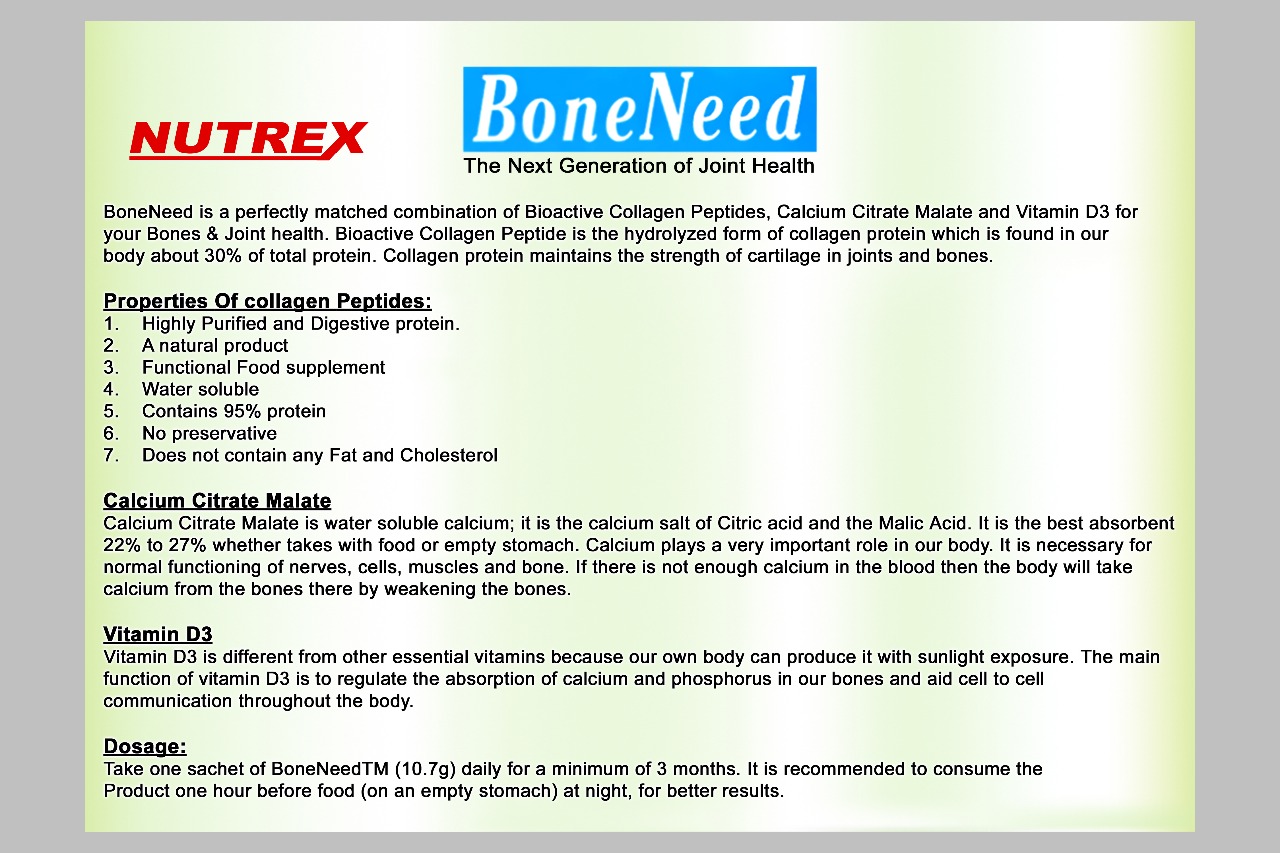 NUTREX
BoneNeed
The Next Generation of Joint Health
BoneNeed is a perfectly matched combination of Bioactive Collagen Peptides, Calcium Citrate Malate and Vitamin D3 for
your Bones & Joint health. Bioactive Collagen Peptide is the hydrolyzed form of collagen protein which is found in our
body about 30% of total protein. Collagen protein maintains the strength of cartilage in joints and bones.
Properties Of collagen Peptides:
1. Highly Purified and Digestive protein.
2. A natural product
3. Functional Food supplement
4. Water soluble
5. Contains 95% protein
6. No preservative
7. Does not contain any Fat and Cholesterol
Calcium Citrate Malate
Calcium Citrate Malate is water soluble calcium; it is the calcium salt of Citric acid and the Malic Acid. It is the best absorbent
22% to 27% whether takes with food or empty stomach. Calcium plays a very important role in our body. It is necessary for
normal functioning of nerves, cells, muscles and bone. If there is not enough calcium in the blood then the body will take
calcium from the bones there by weakening the bones.
Vitamin D3
Vitamin D3 is different from other essential vitamins because our own body can produce it with sunlight exposure. The main
function of vitamin D3 is to regulate the absorption of calcium and phosphorus in our bones and aid cell to cell
communication throughout the body.
Dosage:
Take one sachet of BoneNeedTM (10.7g) daily for a minimum of 3 months. It is recommended to consume the
Product one hour before food (on an empty stomach) at night, for better results.